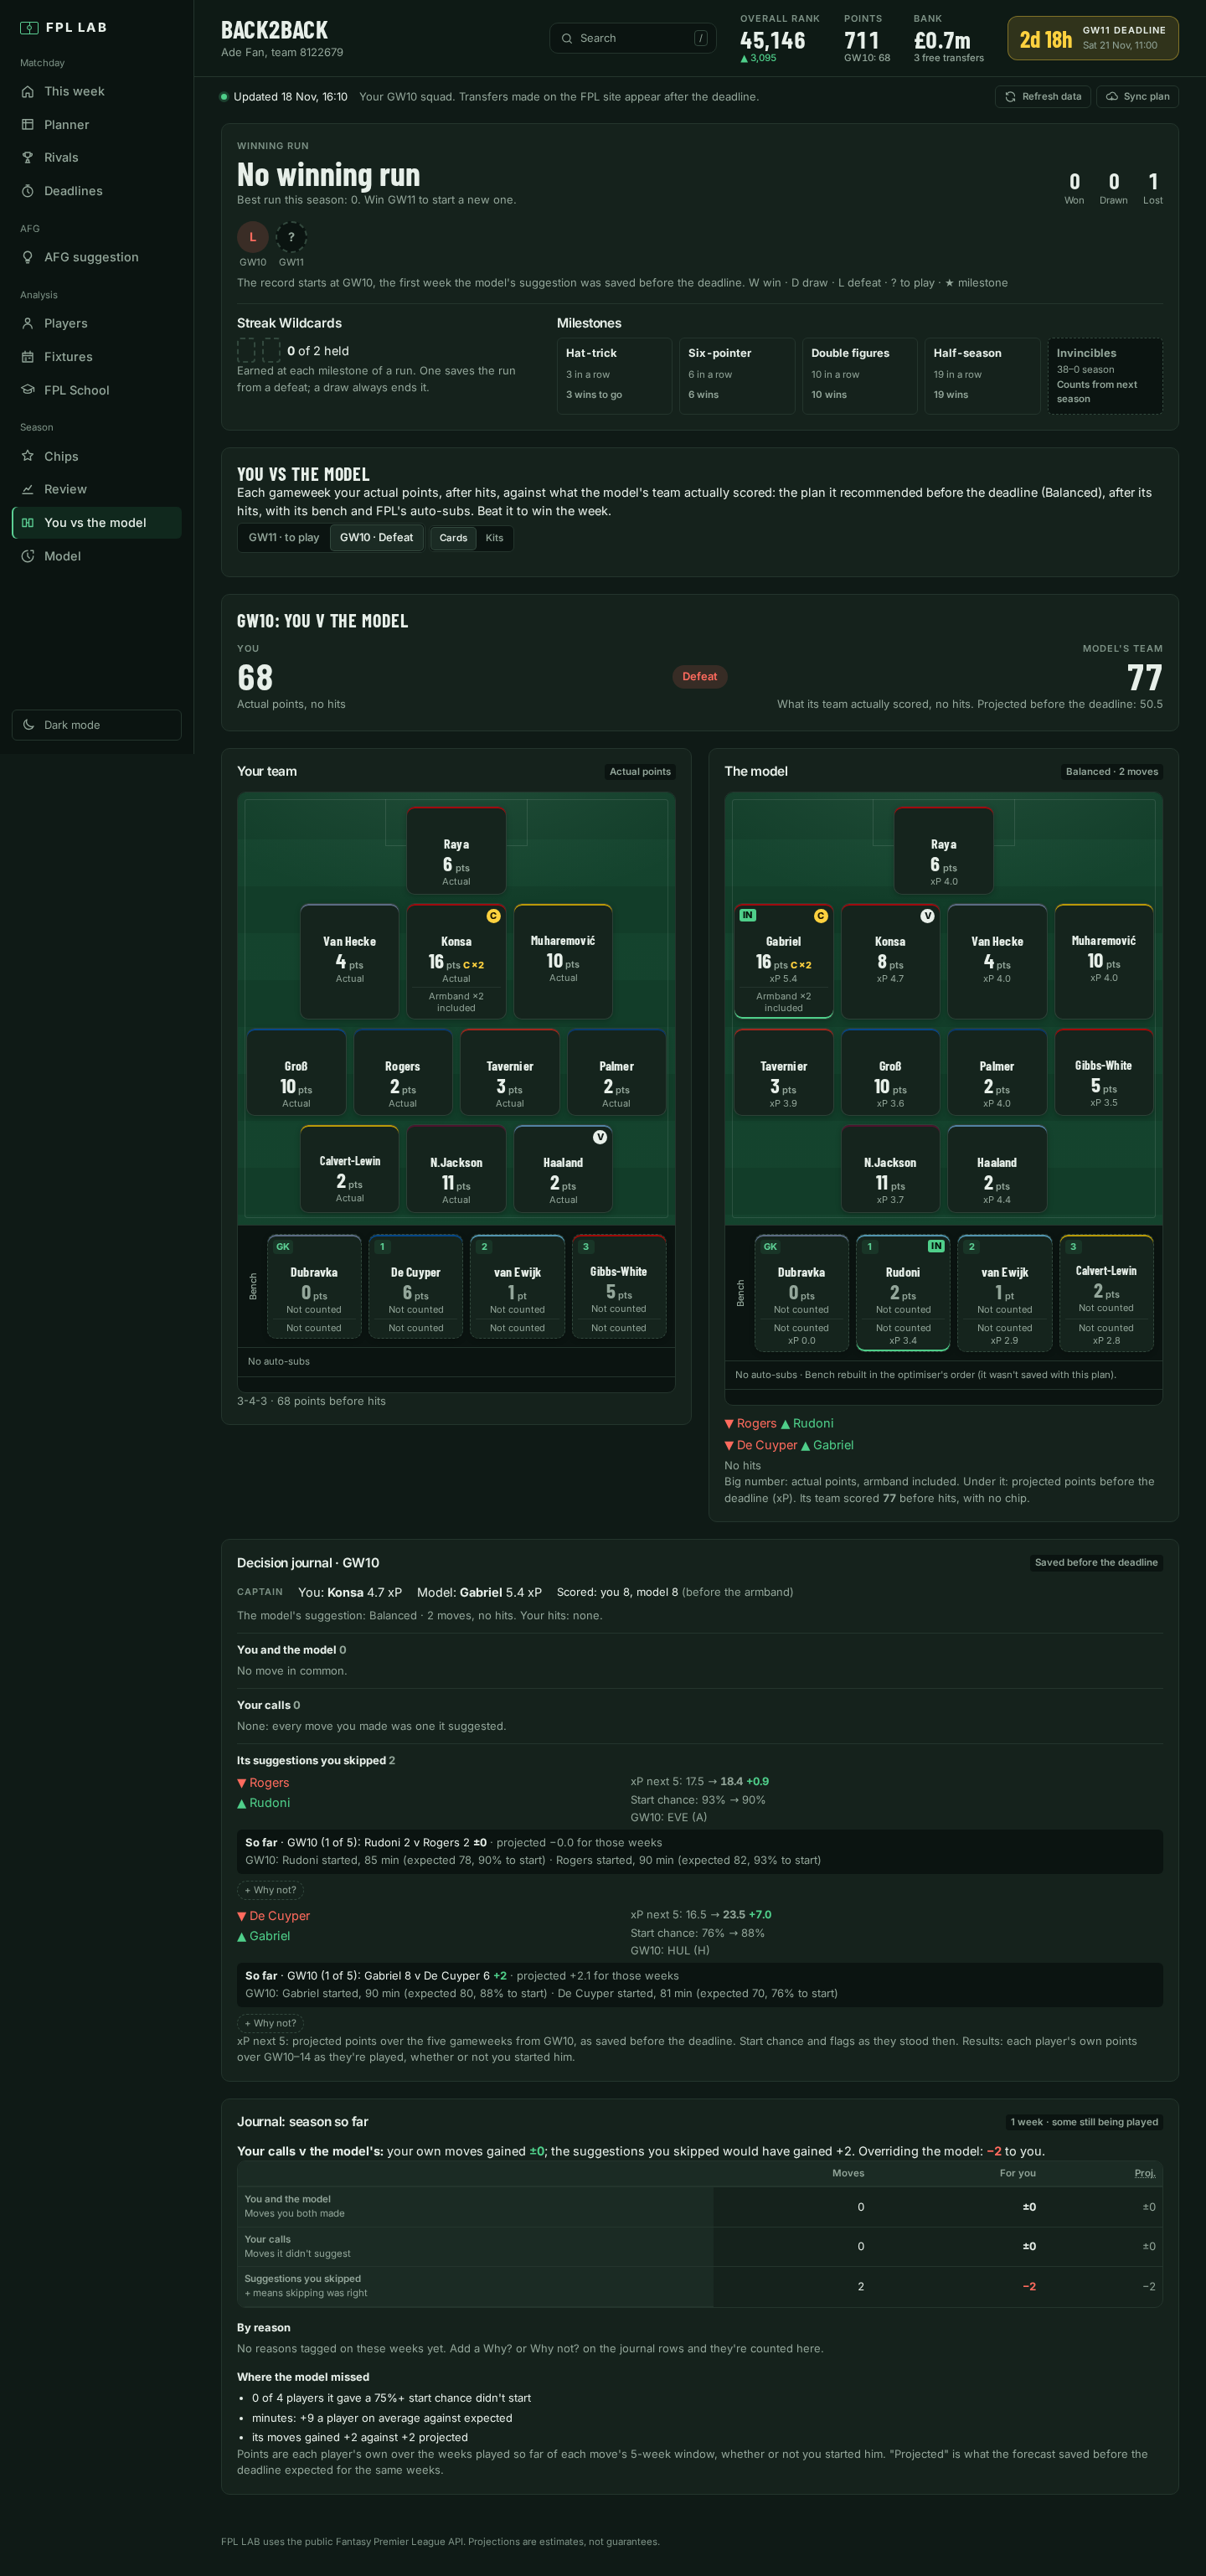 FPL LAB
Matchday
This week
Planner
Rivals
Deadlines
AFG
AFG suggestion
Analysis
Players
Fixtures
FPL School
Season
Chips
Review
You vs the model
Model
Dark mode
BACK2BACK
Ade Fan, team 8122679
Search /
OVERALL RANK
45,146
▲ 3,095
POINTS
711
GW10: 68
BANK
£0.7m
3 free transfers
2d 18h
GW11 DEADLINE
Sat 21 Nov, 11:00
Updated 18 Nov, 16:10 Your GW10 squad. Transfers made on the FPL site appear after the deadline.
Refresh data
Sync plan
WINNING RUN
No winning run
Best run this season: 0. Win GW11 to start a new one.
0 0 1
Won Drawn Lost
L ?
GW10 GW11
The record starts at GW10, the first week the model's suggestion was saved before the deadline. W win · D draw · L defeat · ? to play · ★ milestone
Streak Wildcards
0 of 2 held
Earned at each milestone of a run. One saves the run
from a defeat; a draw always ends it.
Milestones
Hat-trick
3 in a row
3 wins to go
Six-pointer
6 in a row
6 wins
Double figures
10 in a row
10 wins
Half-season
19 in a row
19 wins
Invincibles
38–0 season
Counts from next
season
YOU VS THE MODEL
Each gameweek your actual points, after hits, against what the model's team actually scored: the plan it recommended before the deadline (Balanced), after its
hits, with its bench and FPL's auto-subs. Beat it to win the week.
GW11 · to play GW10 · Defeat Cards Kits
GW10: YOU V THE MODEL
YOU
68
Actual points, no hits
Defeat
MODEL'S TEAM
77
What its team actually scored, no hits. Projected before the deadline: 50.5
Your team
Actual points
Raya
6 pts
Actual
Van Hecke
4 pts
Actual
C
Konsa
16 pts C×2
Actual
Armband ×2
included
Muharemović
10 pts
Actual
Groß
10 pts
Actual
Rogers
2 pts
Actual
Tavernier
3 pts
Actual
Palmer
2 pts
Actual
Calvert-Lewin
2 pts
Actual
N.Jackson
11 pts
Actual
V
Haaland
2 pts
Actual
Bench
GK
Dubravka
0 pts
Not counted
Not counted
1
De Cuyper
6 pts
Not counted
Not counted
2
van Ewijk
1 pt
Not counted
Not counted
3
Gibbs-White
5 pts
Not counted
Not counted
No auto-subs
3-4-3 · 68 points before hits
The model
Balanced · 2 moves
Raya
6 pts
xP 4.0
IN C
Gabriel
16 pts C×2
xP 5.4
Armband ×2
included
V
Konsa
8 pts
xP 4.7
Van Hecke
4 pts
xP 4.0
Muharemović
10 pts
xP 4.0
Tavernier
3 pts
xP 3.9
Groß
10 pts
xP 3.6
Palmer
2 pts
xP 4.0
Gibbs-White
5 pts
xP 3.5
N.Jackson
11 pts
xP 3.7
Haaland
2 pts
xP 4.4
Bench
GK
Dubravka
0 pts
Not counted
Not counted
xP 0.0
1 IN
Rudoni
2 pts
Not counted
Not counted
xP 3.4
2
van Ewijk
1 pt
Not counted
Not counted
xP 2.9
3
Calvert-Lewin
2 pts
Not counted
Not counted
xP 2.8
No auto-subs · Bench rebuilt in the optimiser's order (it wasn't saved with this plan).
▼ Rogers ▲ Rudoni
▼ De Cuyper ▲ Gabriel
No hits
Big number: actual points, armband included. Under it: projected points before the
deadline (xP). Its team scored 77 before hits, with no chip.
Decision journal · GW10
Saved before the deadline
CAPTAIN You: Konsa 4.7 xP Model: Gabriel 5.4 xP Scored: you 8, model 8 (before the armband)
The model's suggestion: Balanced · 2 moves, no hits. Your hits: none.
You and the model 0
No move in common.
Your calls 0
None: every move you made was one it suggested.
Its suggestions you skipped 2
▼ Rogers
▲ Rudoni
xP next 5: 17.5 → 18.4 +0.9
Start chance: 93% → 90%
GW10: EVE (A)
So far · GW10 (1 of 5): Rudoni 2 v Rogers 2 ±0 · projected −0.0 for those weeks
GW10: Rudoni started, 85 min (expected 78, 90% to start) · Rogers started, 90 min (expected 82, 93% to start)
+ Why not?
▼ De Cuyper
▲ Gabriel
xP next 5: 16.5 → 23.5 +7.0
Start chance: 76% → 88%
GW10: HUL (H)
So far · GW10 (1 of 5): Gabriel 8 v De Cuyper 6 +2 · projected +2.1 for those weeks
GW10: Gabriel started, 90 min (expected 80, 88% to start) · De Cuyper started, 81 min (expected 70, 76% to start)
+ Why not?
xP next 5: projected points over the five gameweeks from GW10, as saved before the deadline. Start chance and flags as they stood then. Results: each player's own points
over GW10–14 as they're played, whether or not you started him.
Journal: season so far
1 week · some still being played
Your calls v the model's: your own moves gained ±0; the suggestions you skipped would have gained +2. Overriding the model: −2 to you.
Moves For you Proj.
You and the model
Moves you both made
0 ±0 ±0
Your calls
Moves it didn't suggest
0 ±0 ±0
Suggestions you skipped
+ means skipping was right
2 −2 −2
By reason
No reasons tagged on these weeks yet. Add a Why? or Why not? on the journal rows and they're counted here.
Where the model missed
• 0 of 4 players it gave a 75%+ start chance didn't start
• minutes: +9 a player on average against expected
• its moves gained +2 against +2 projected
Points are each player's own over the weeks played so far of each move's 5-week window, whether or not you started him. "Projected" is what the forecast saved before the
deadline expected for the same weeks.
FPL LAB uses the public Fantasy Premier League API. Projections are estimates, not guarantees.